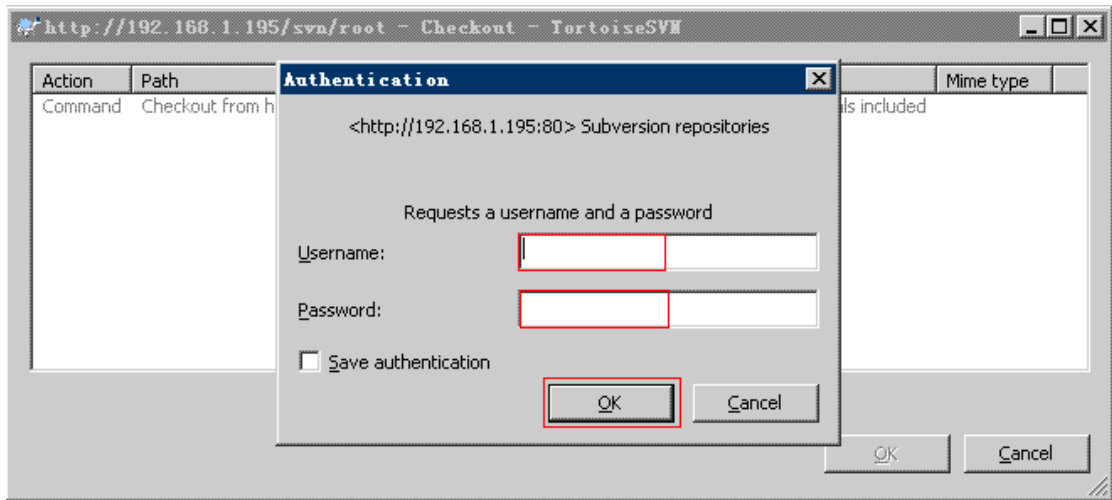 http://192.168.1.195/svn/root - Checkout - TortoiseSVN
Action Path Mime type
Command Checkout from h ls included
Authentication
<http://192.168.1.195:80> Subversion repositories
Requests a username and a password
Username:
Password:
Save authentication
OK Cancel
OK Cancel